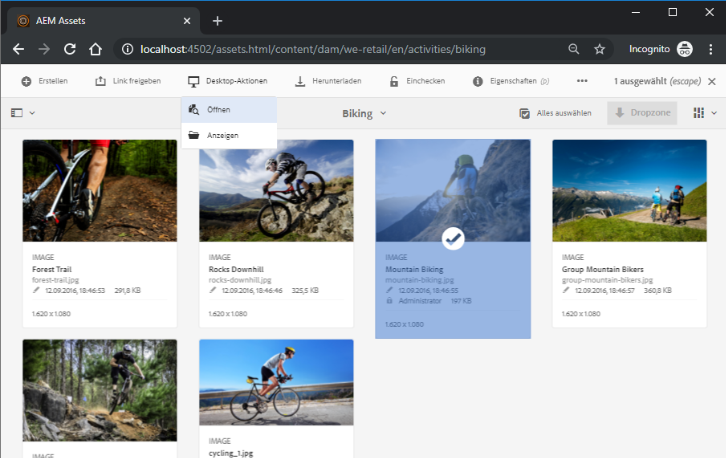 AEM Assets
localhost:4502/assets.html/content/dam/we-retail/en/activities/biking
Incognito
Erstellen
Link freigeben
Desktop-Aktionen
Herunterladen
Einchecken
Eigenschaften (p)
1 ausgewählt (escape)
Öffnen
Anzeigen
Biking
Alles auswählen
Dropzone
IMAGE
Forest Trail
forest-trail.jpg
12.09.2016, 18:46:53 291,8 KB
1.620 x 1.080
IMAGE
Rocks Downhill
rocks-downhill.jpg
12.09.2016, 18:46:46 325,5 KB
1.620 x 1.080
IMAGE
Mountain Biking
mountain-biking.jpg
12.09.2016, 18:46:55
Administrator 197 KB
1.620 x 1.080
IMAGE
Group Mountain Bikers
group-mountain-bikers.jpg
12.09.2016, 18:46:57 360,8 KB
1.620 x 1.080
IMAGE
IMAGE
cycling_1.jpg